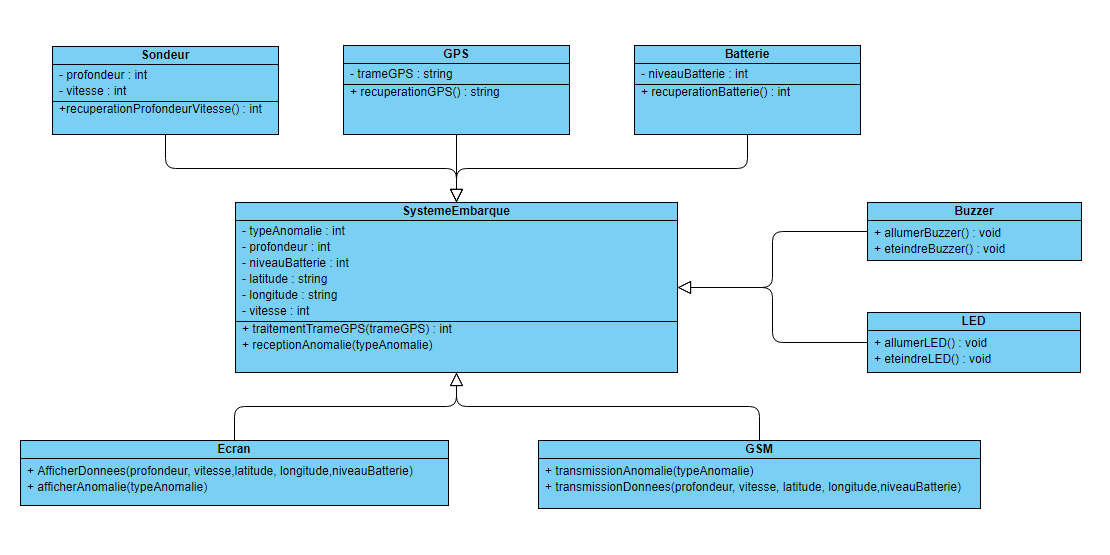 Sondeur
- profondeur : int
- vitesse : int
+recuperationProfondeurVitesse() : int
GPS
- trameGPS : string
+ recuperationGPS() : string
Batterie
- niveauBatterie : int
+ recuperationBatterie() : int
SystemeEmbarque
- typeAnomalie : int
- profondeur : int
- niveauBatterie : int
- latitude : string
- longitude : string
- vitesse : int
+ traitementTrameGPS(trameGPS) : int
+ receptionAnomalie(typeAnomalie)
Buzzer
+ allumerBuzzer() : void
+ eteindreBuzzer() : void
LED
+ allumerLED() : void
+ eteindreLED() : void
Ecran
+ AfficherDonnees(profondeur, vitesse,latitude, longitude,niveauBatterie)
+ afficherAnomalie(typeAnomalie)
GSM
+ transmissionAnomalie(typeAnomalie)
+ transmissionDonnees(profondeur, vitesse, latitude, longitude,niveauBatterie)